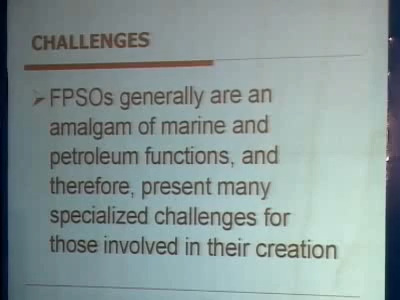 CHALLENGES
➢ FPSOs generally are an
amalgam of marine and
petroleum functions, and
therefore, present many
specialized challenges for
those involved in their creation